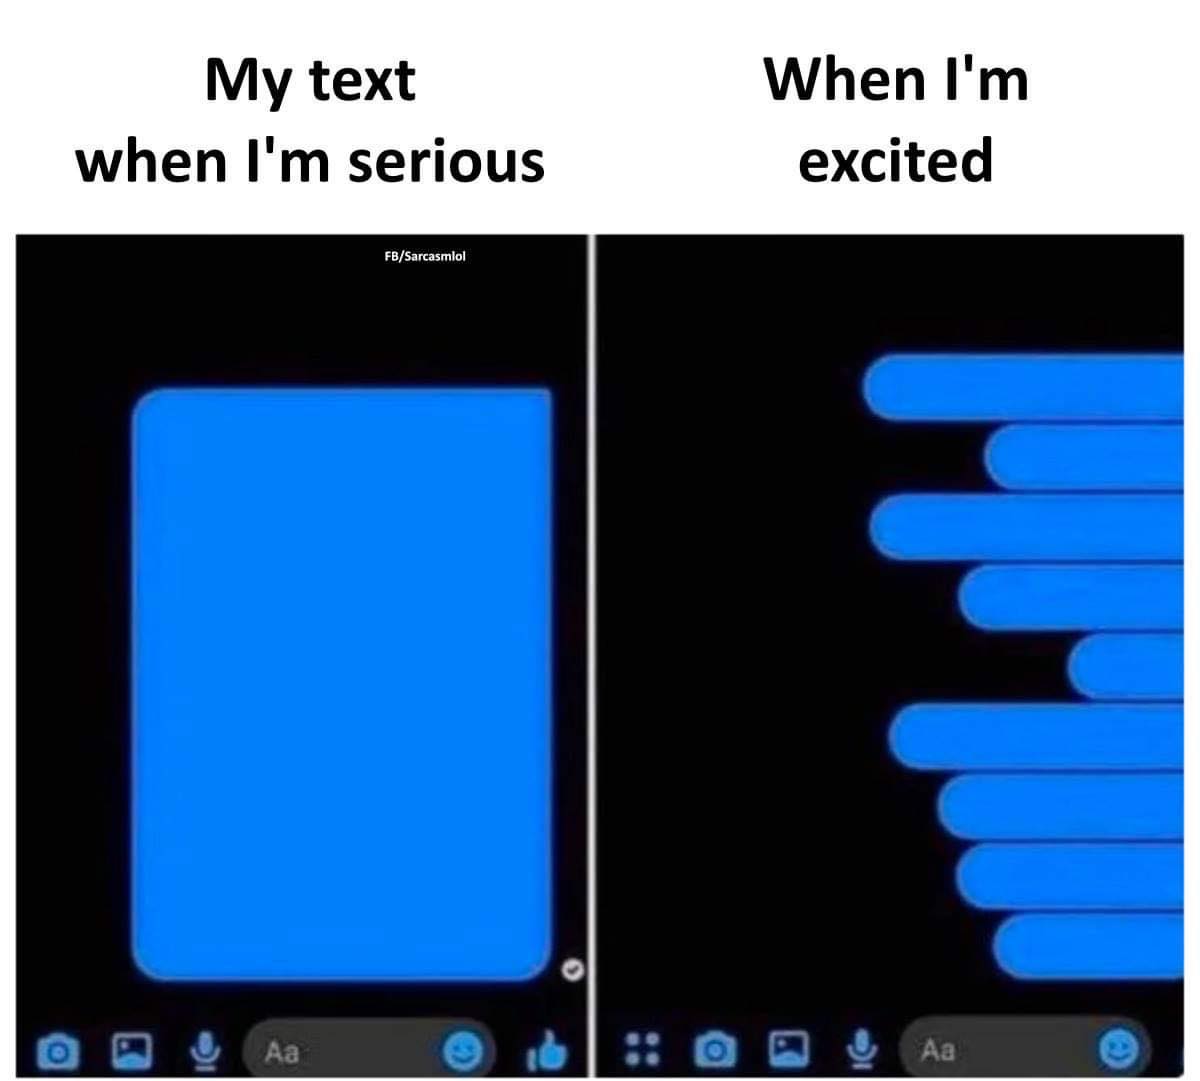 My text
when I'm serious
When I'm
excited
FB/Sarcasmlol
Aa
Aa